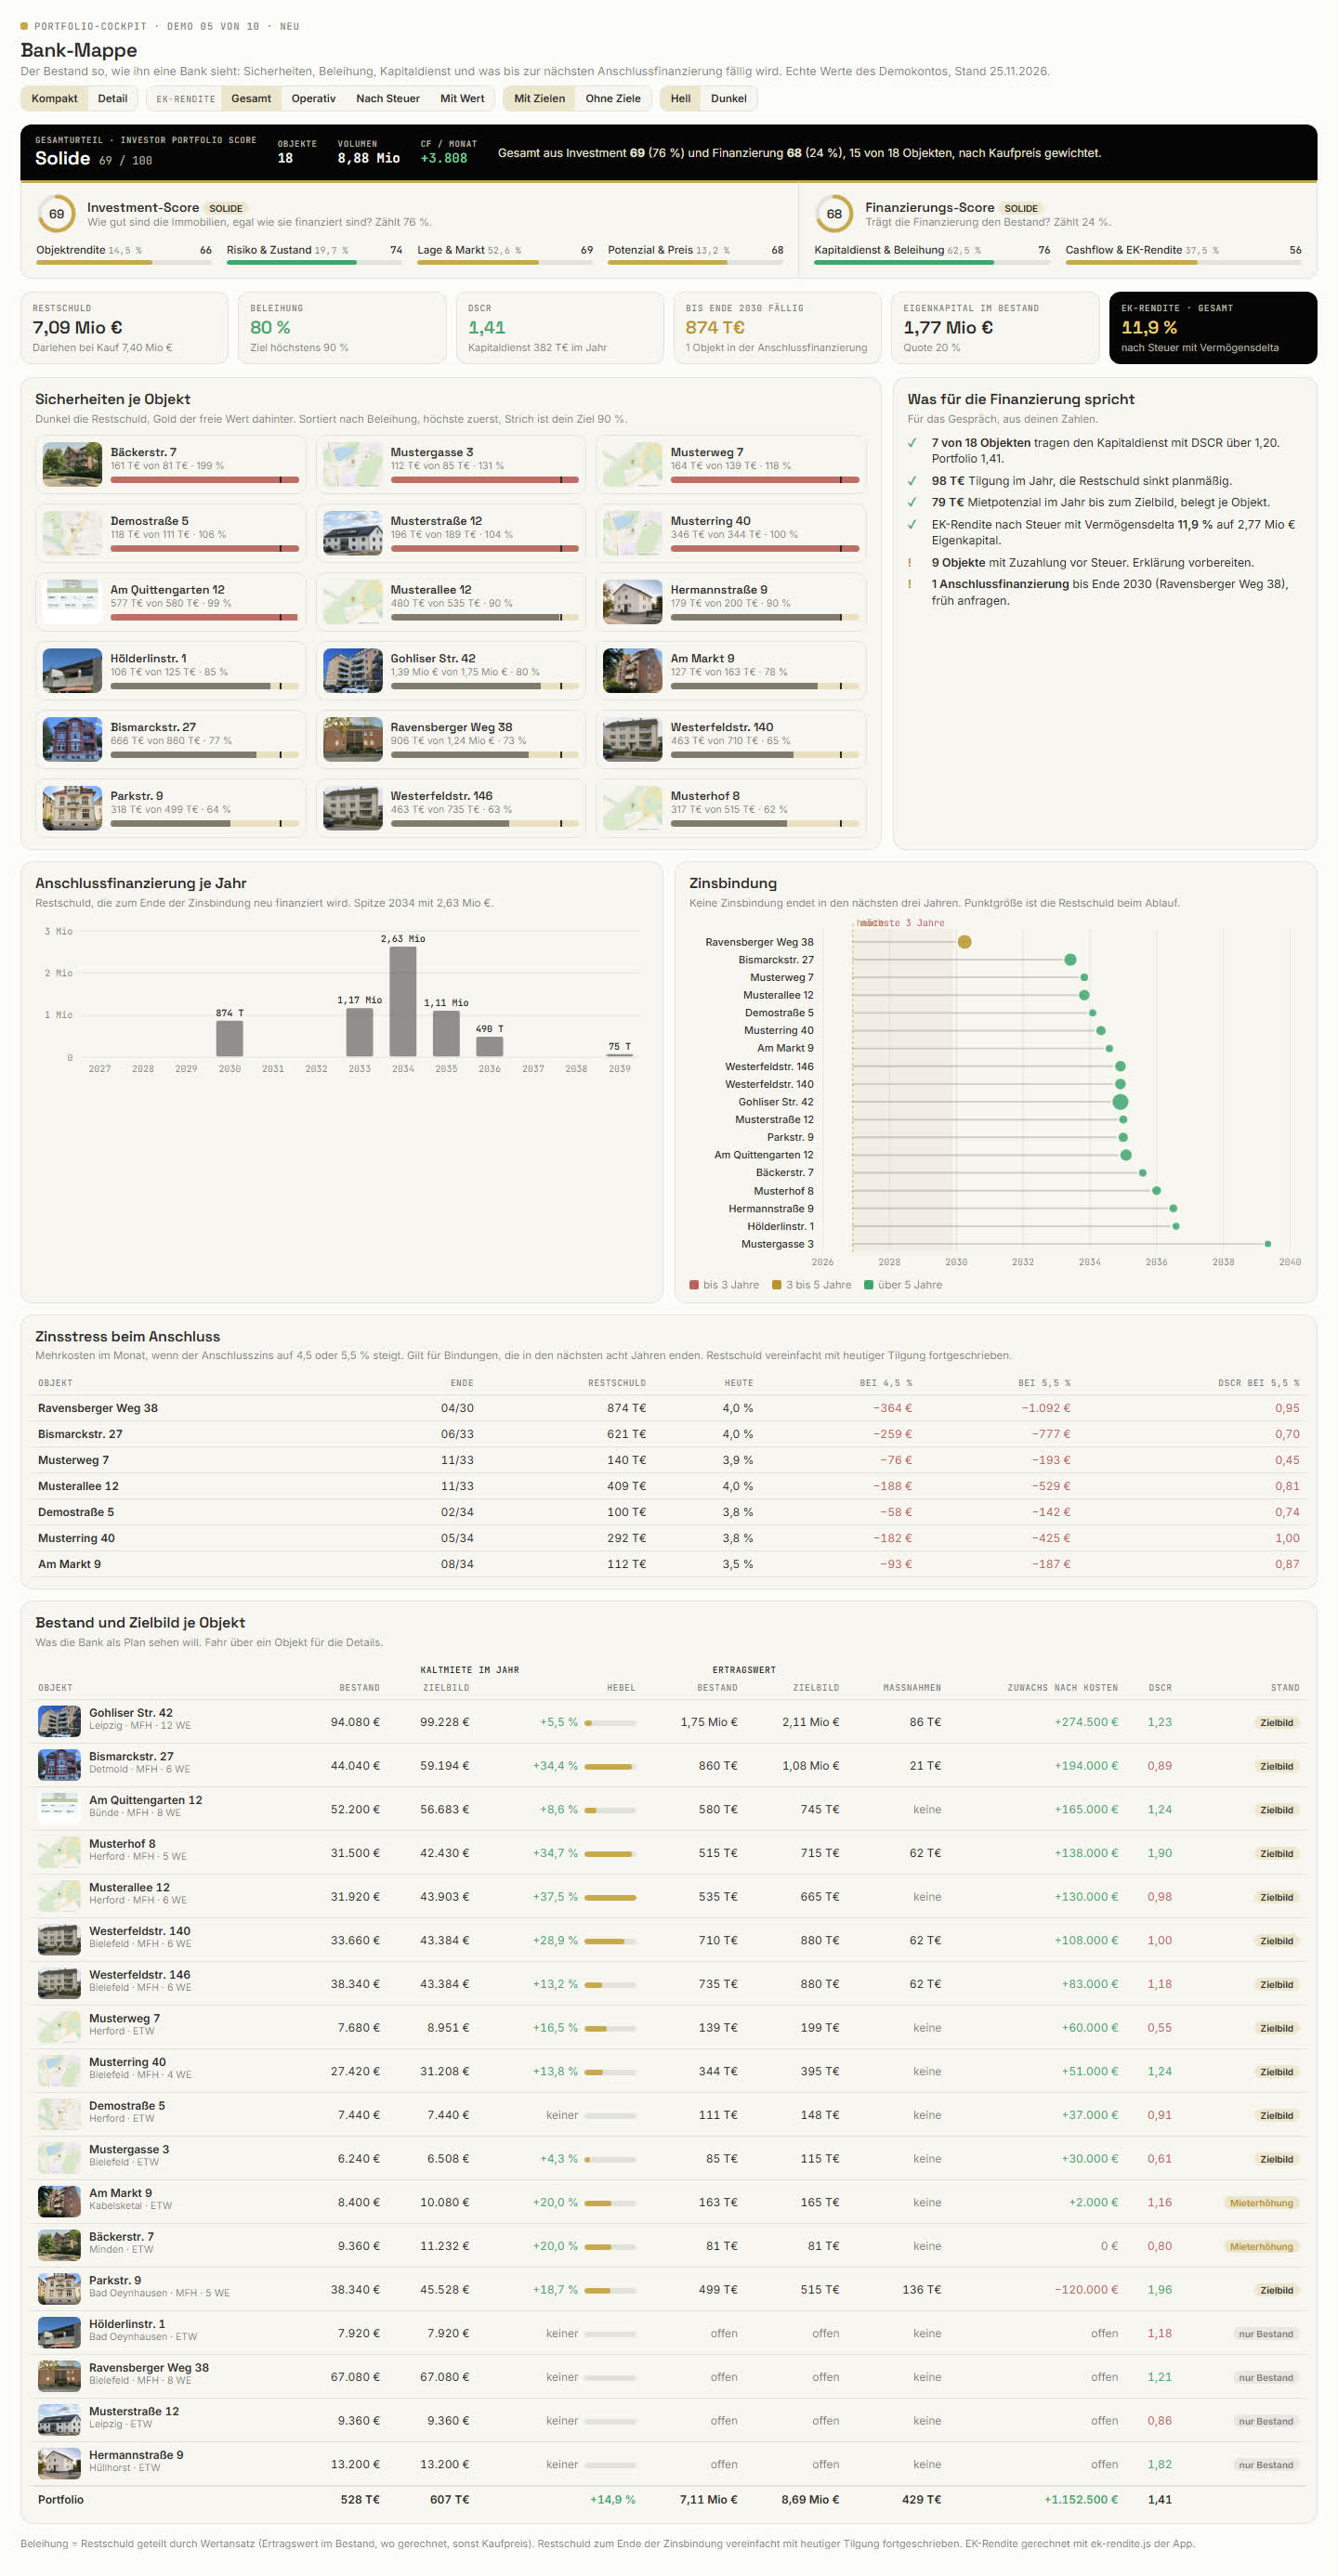 PORTFOLIO-COCKPIT · DEMO 05 VON 10 · NEU
Bank-Mappe
Der Bestand so, wie ihn eine Bank sieht: Sicherheiten, Beleihung, Kapitaldienst und was bis zur nächsten Anschlussfinanzierung fällig wird. Echte Werte des Demokontos, Stand 25.11.2026.
Kompakt Detail EK-RENDITE Gesamt Operativ Nach Steuer Mit Wert Mit Zielen Ohne Ziele Hell Dunkel
GESAMTURTEIL · INVESTOR PORTFOLIO SCORE
Solide 69 / 100
OBJEKTE
18
VOLUMEN
8,88 Mio
CF / MONAT
+3.808
Gesamt aus Investment 69 (76 %) und Finanzierung 68 (24 %), 15 von 18 Objekten, nach Kaufpreis gewichtet.
69
Investment-Score SOLIDE
Wie gut sind die Immobilien, egal wie sie finanziert sind? Zählt 76 %.
Objektrendite 14,5 % 66
Risiko & Zustand 19,7 % 74
Lage & Markt 52,6 % 69
Potenzial & Preis 13,2 % 68
68
Finanzierungs-Score SOLIDE
Trägt die Finanzierung den Bestand? Zählt 24 %.
Kapitaldienst & Beleihung 62,5 % 76
Cashflow & EK-Rendite 37,5 % 56
RESTSCHULD
7,09 Mio €
Darlehen bei Kauf 7,40 Mio €
BELEIHUNG
80 %
Ziel höchstens 90 %
DSCR
1,41
Kapitaldienst 382 T€ im Jahr
BIS ENDE 2030 FÄLLIG
874 T€
1 Objekt in der Anschlussfinanzierung
EIGENKAPITAL IM BESTAND
1,77 Mio €
Quote 20 %
EK-RENDITE · GESAMT
11,9 %
nach Steuer mit Vermögensdelta
Sicherheiten je Objekt
Dunkel die Restschuld, Gold der freie Wert dahinter. Sortiert nach Beleihung, höchste zuerst, Strich ist dein Ziel 90 %.
Bäckerstr. 7
161 T€ von 81 T€ · 199 %
Mustergasse 3
112 T€ von 85 T€ · 131 %
Musterweg 7
164 T€ von 139 T€ · 118 %
Demostraße 5
118 T€ von 111 T€ · 106 %
Musterstraße 12
196 T€ von 189 T€ · 104 %
Musterring 40
346 T€ von 344 T€ · 100 %
Am Quittengarten 12
577 T€ von 580 T€ · 99 %
Musterallee 12
480 T€ von 535 T€ · 90 %
Hermannstraße 9
179 T€ von 200 T€ · 90 %
Hölderlinstr. 1
106 T€ von 125 T€ · 85 %
Gohliser Str. 42
1,39 Mio € von 1,75 Mio € · 80 %
Am Markt 9
127 T€ von 163 T€ · 78 %
Bismarckstr. 27
666 T€ von 860 T€ · 77 %
Ravensberger Weg 38
906 T€ von 1,24 Mio € · 73 %
Westerfeldstr. 140
463 T€ von 710 T€ · 65 %
Parkstr. 9
318 T€ von 499 T€ · 64 %
Westerfeldstr. 146
463 T€ von 735 T€ · 63 %
Musterhof 8
317 T€ von 515 T€ · 62 %
Was für die Finanzierung spricht
Für das Gespräch, aus deinen Zahlen.
✓ 7 von 18 Objekten tragen den Kapitaldienst mit DSCR über 1,20.
Portfolio 1,41.
✓ 98 T€ Tilgung im Jahr, die Restschuld sinkt planmäßig.
✓ 79 T€ Mietpotenzial im Jahr bis zum Zielbild, belegt je Objekt.
✓ EK-Rendite nach Steuer mit Vermögensdelta 11,9 % auf 2,77 Mio €
Eigenkapital.
! 9 Objekte mit Zuzahlung vor Steuer. Erklärung vorbereiten.
! 1 Anschlussfinanzierung bis Ende 2030 (Ravensberger Weg 38),
früh anfragen.
Anschlussfinanzierung je Jahr
Restschuld, die zum Ende der Zinsbindung neu finanziert wird. Spitze 2034 mit 2,63 Mio €.
3 Mio
2 Mio
1 Mio
0
874 T
1,17 Mio
2,63 Mio
1,11 Mio
490 T
75 T
2027 2028 2029 2030 2031 2032 2033 2034 2035 2036 2037 2038 2039
Zinsbindung
Keine Zinsbindung endet in den nächsten drei Jahren. Punktgröße ist die Restschuld beim Ablauf.
heute nächste 3 Jahre
Ravensberger Weg 38
Bismarckstr. 27
Musterweg 7
Musterallee 12
Demostraße 5
Musterring 40
Am Markt 9
Westerfeldstr. 146
Westerfeldstr. 140
Gohliser Str. 42
Musterstraße 12
Parkstr. 9
Am Quittengarten 12
Bäckerstr. 7
Musterhof 8
Hermannstraße 9
Hölderlinstr. 1
Mustergasse 3
2026 2028 2030 2032 2034 2036 2038 2040
bis 3 Jahre 3 bis 5 Jahre über 5 Jahre
Zinsstress beim Anschluss
Mehrkosten im Monat, wenn der Anschlusszins auf 4,5 oder 5,5 % steigt. Gilt für Bindungen, die in den nächsten acht Jahren enden. Restschuld vereinfacht mit heutiger Tilgung fortgeschrieben.
OBJEKT ENDE RESTSCHULD HEUTE BEI 4,5 % BEI 5,5 % DSCR BEI 5,5 %
Ravensberger Weg 38 04/30 874 T€ 4,0 % −364 € −1.092 € 0,95
Bismarckstr. 27 06/33 621 T€ 4,0 % −259 € −777 € 0,70
Musterweg 7 11/33 140 T€ 3,9 % −76 € −193 € 0,45
Musterallee 12 11/33 409 T€ 4,0 % −188 € −529 € 0,81
Demostraße 5 02/34 100 T€ 3,8 % −58 € −142 € 0,74
Musterring 40 05/34 292 T€ 3,8 % −182 € −425 € 1,00
Am Markt 9 08/34 112 T€ 3,5 % −93 € −187 € 0,87
Bestand und Zielbild je Objekt
Was die Bank als Plan sehen will. Fahr über ein Objekt für die Details.
KALTMIETE IM JAHR ERTRAGSWERT
OBJEKT BESTAND ZIELBILD HEBEL BESTAND ZIELBILD MASSNAHMEN ZUWACHS NACH KOSTEN DSCR STAND
Gohliser Str. 42
Leipzig · MFH · 12 WE
94.080 € 99.228 € +5,5 % 1,75 Mio € 2,11 Mio € 86 T€ +274.500 € 1,23 Zielbild
Bismarckstr. 27
Detmold · MFH · 6 WE
44.040 € 59.194 € +34,4 % 860 T€ 1,08 Mio € 21 T€ +194.000 € 0,89 Zielbild
Am Quittengarten 12
Bünde · MFH · 8 WE
52.200 € 56.683 € +8,6 % 580 T€ 745 T€ keine +165.000 € 1,24 Zielbild
Musterhof 8
Herford · MFH · 5 WE
31.500 € 42.430 € +34,7 % 515 T€ 715 T€ 62 T€ +138.000 € 1,90 Zielbild
Musterallee 12
Herford · MFH · 6 WE
31.920 € 43.903 € +37,5 % 535 T€ 665 T€ keine +130.000 € 0,98 Zielbild
Westerfeldstr. 140
Bielefeld · MFH · 6 WE
33.660 € 43.384 € +28,9 % 710 T€ 880 T€ 62 T€ +108.000 € 1,00 Zielbild
Westerfeldstr. 146
Bielefeld · MFH · 6 WE
38.340 € 43.384 € +13,2 % 735 T€ 880 T€ 62 T€ +83.000 € 1,18 Zielbild
Musterweg 7
Herford · ETW
7.680 € 8.951 € +16,5 % 139 T€ 199 T€ keine +60.000 € 0,55 Zielbild
Musterring 40
Bielefeld · MFH · 4 WE
27.420 € 31.208 € +13,8 % 344 T€ 395 T€ keine +51.000 € 1,24 Zielbild
Demostraße 5
Herford · ETW
7.440 € 7.440 € keiner 111 T€ 148 T€ keine +37.000 € 0,91 Zielbild
Mustergasse 3
Bielefeld · ETW
6.240 € 6.508 € +4,3 % 85 T€ 115 T€ keine +30.000 € 0,61 Zielbild
Am Markt 9
Kabelsketal · ETW
8.400 € 10.080 € +20,0 % 163 T€ 165 T€ keine +2.000 € 1,16 Mieterhöhung
Bäckerstr. 7
Minden · ETW
9.360 € 11.232 € +20,0 % 81 T€ 81 T€ keine 0 € 0,80 Mieterhöhung
Parkstr. 9
Bad Oeynhausen · MFH · 5 WE
38.340 € 45.528 € +18,7 % 499 T€ 515 T€ 136 T€ −120.000 € 1,96 Zielbild
Hölderlinstr. 1
Bad Oeynhausen · ETW
7.920 € 7.920 € keiner offen offen keine offen 1,18 nur Bestand
Ravensberger Weg 38
Bielefeld · MFH · 8 WE
67.080 € 67.080 € keiner offen offen keine offen 1,21 nur Bestand
Musterstraße 12
Leipzig · ETW
9.360 € 9.360 € keiner offen offen keine offen 0,86 nur Bestand
Hermannstraße 9
Hüllhorst · ETW
13.200 € 13.200 € keiner offen offen keine offen 1,82 nur Bestand
Portfolio 528 T€ 607 T€ +14,9 % 7,11 Mio € 8,69 Mio € 429 T€ +1.152.500 € 1,41
Beleihung = Restschuld geteilt durch Wertansatz (Ertragswert im Bestand, wo gerechnet, sonst Kaufpreis). Restschuld zum Ende der Zinsbindung vereinfacht mit heutiger Tilgung fortgeschrieben. EK-Rendite gerechnet mit ek-rendite.js der App.